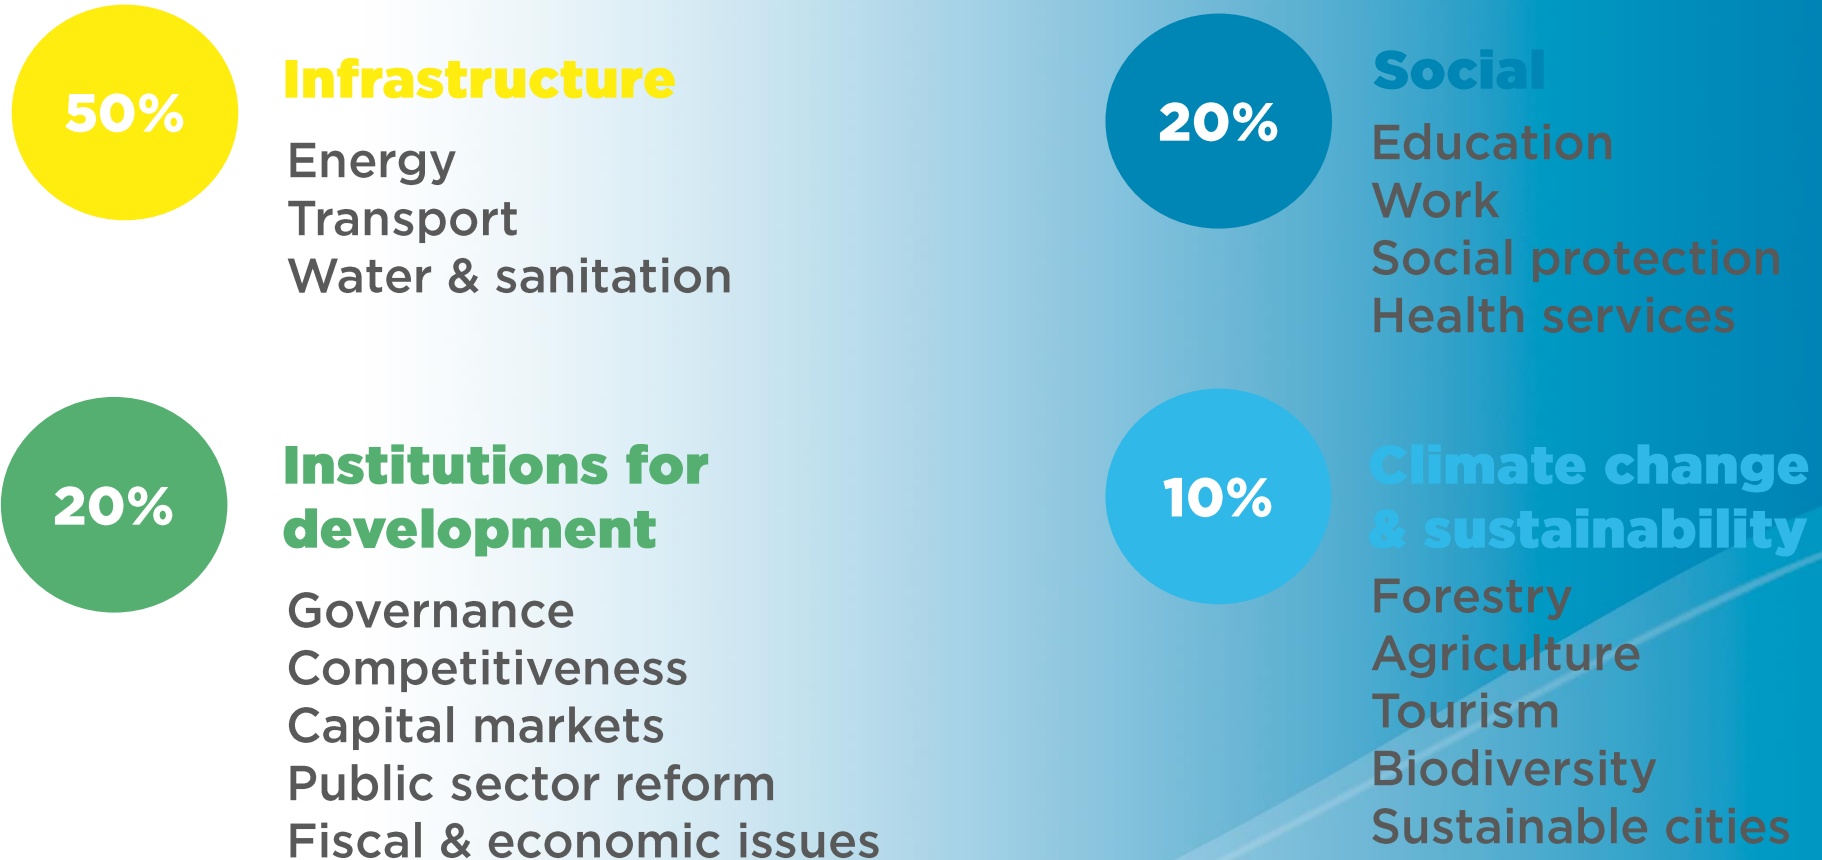 50%
Infrastructure
Energy
Transport
Water & sanitation
20%
Social
Education
Work
Social protection
Health services
20%
Institutions for
development
Governance
Competitiveness
Capital markets
Public sector reform
Fiscal & economic issues
10%
Climate change
& sustainability
Forestry
Agriculture
Tourism
Biodiversity
Sustainable cities